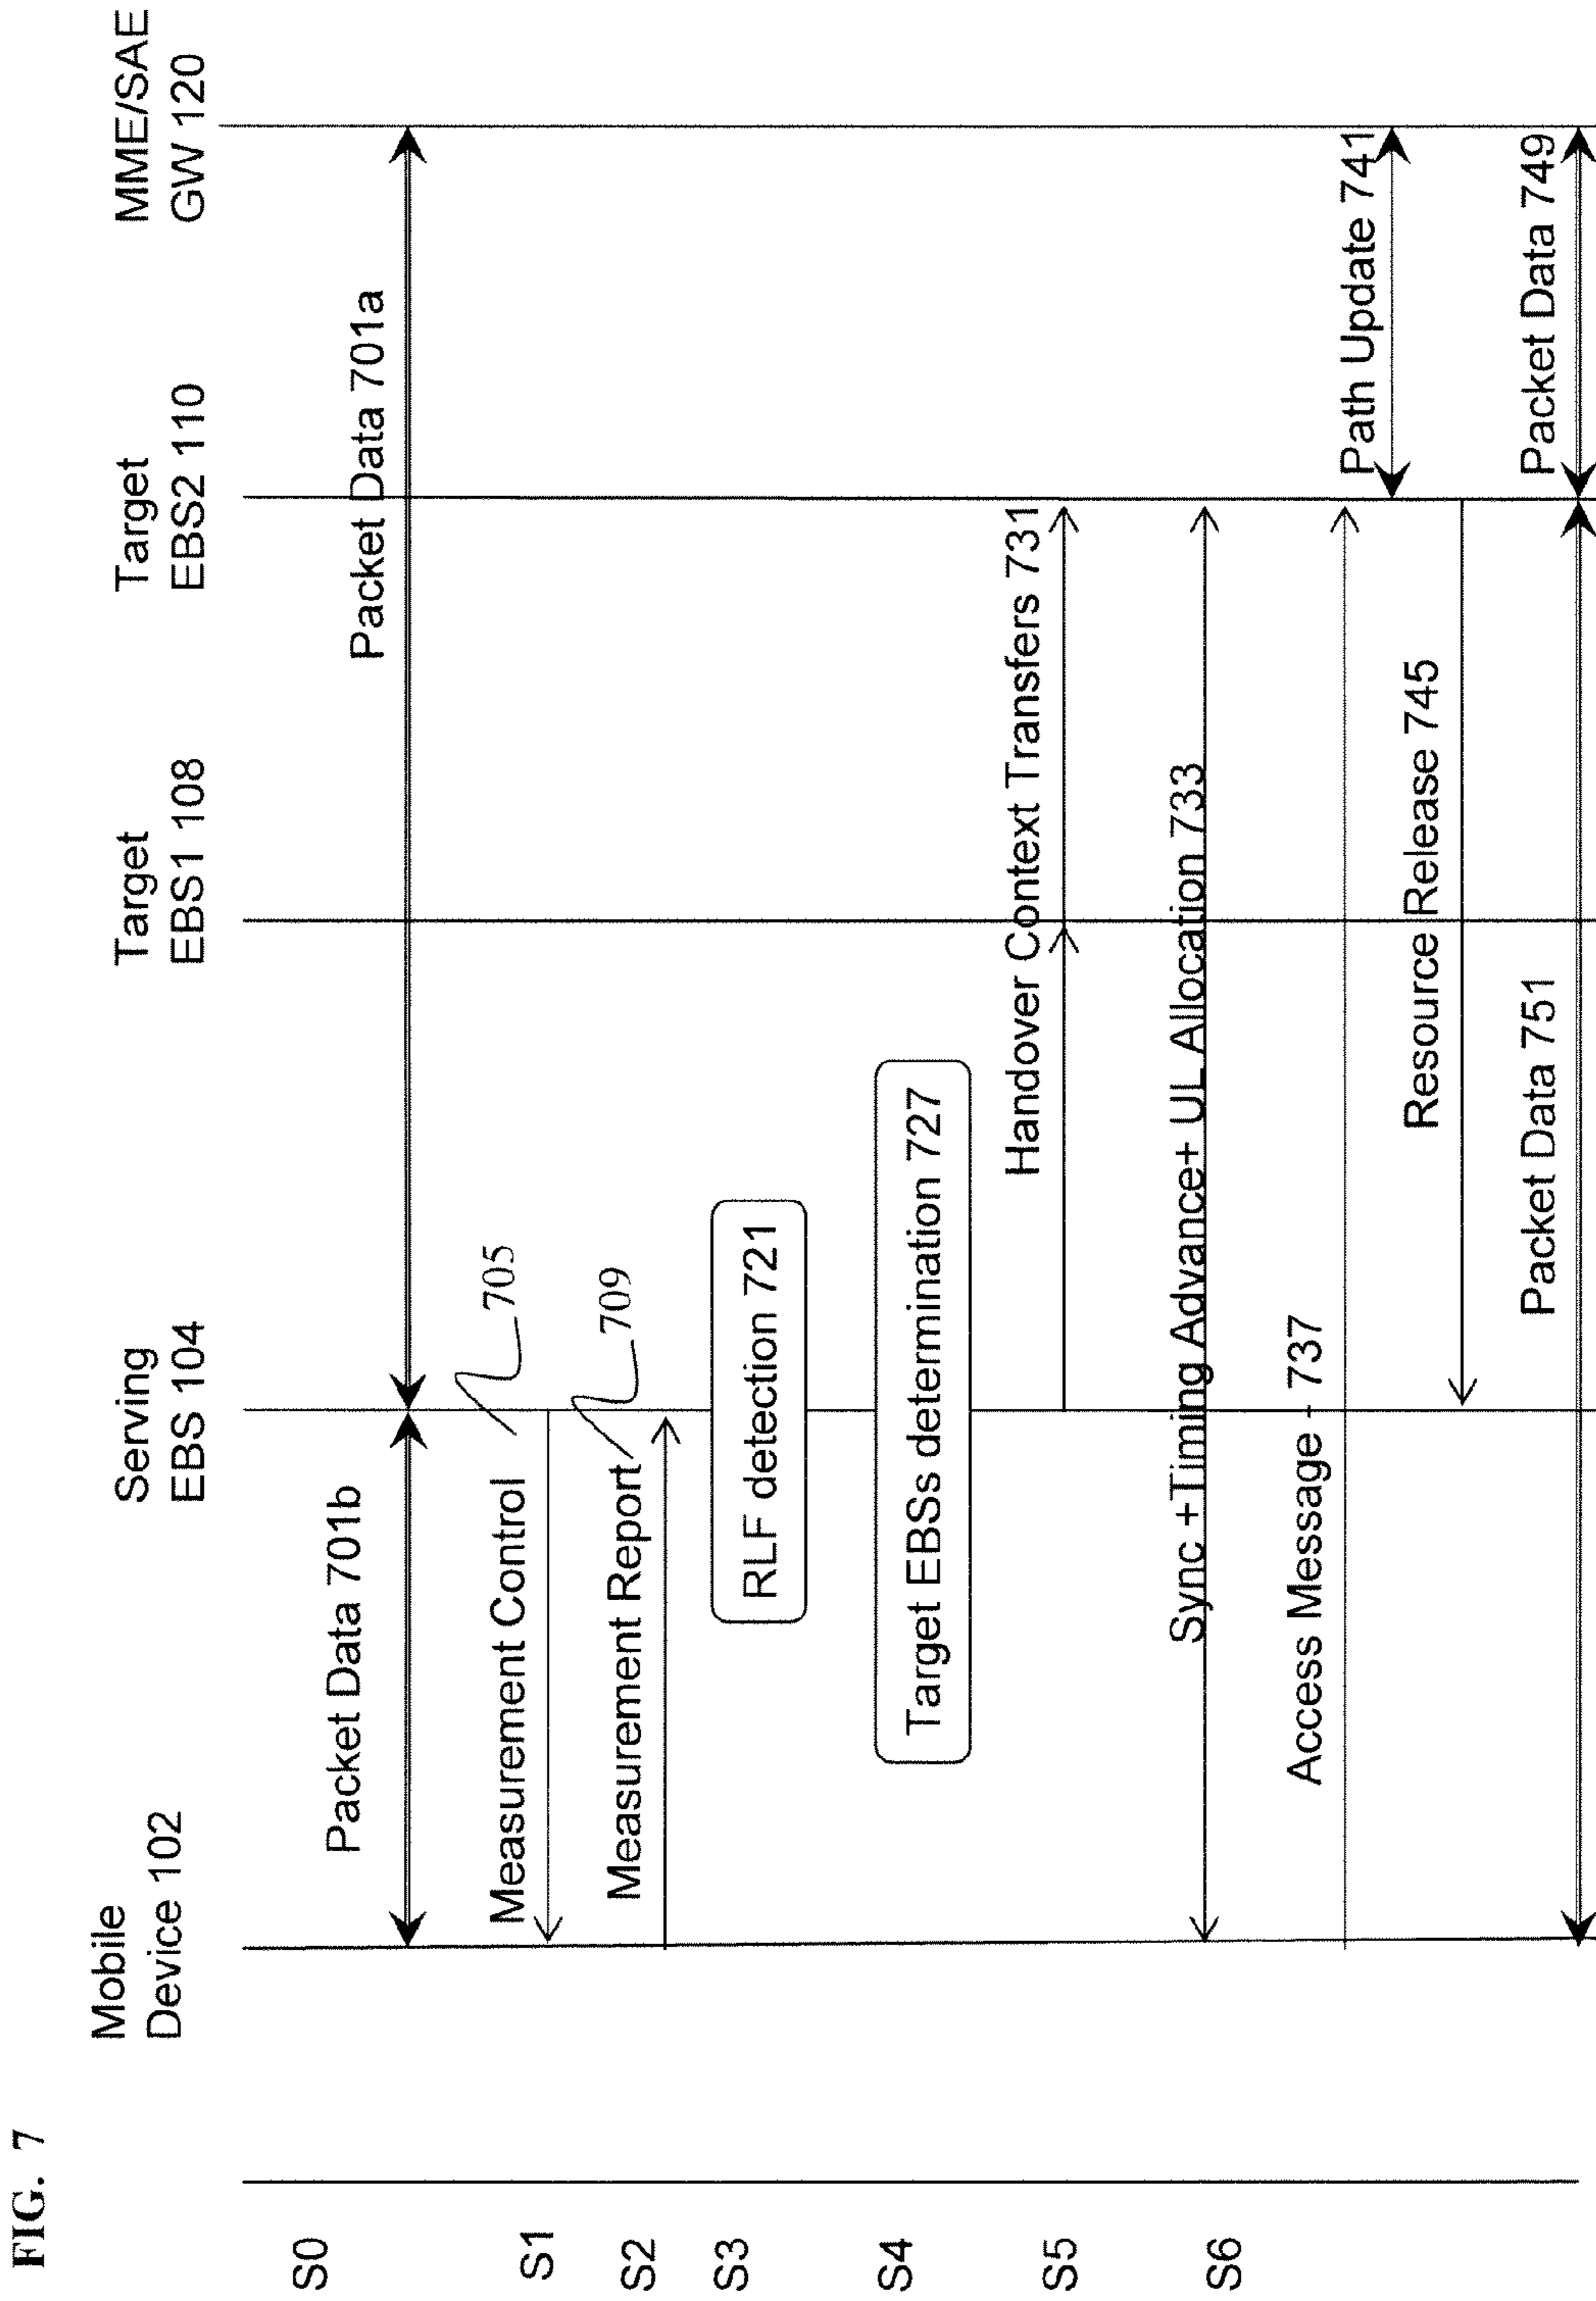 FIG. 7
Mobile
Device 102
Serving
EBS 104
Target
EBS1 108
Target
EBS2 110
MME/SAE
GW 120
S0
Packet Data 701b
Packet Data 701a
S1
Measurement Control
705
S2
Measurement Report
709
S3
RLF detection 721
S4
Target EBSs determination 727
S5
Handover Context Transfers 731
S6
Sync +Timing Advance+ UL Allocation 733
Access Message - 737
Path Update 741
Resource Release 745
Packet Data 751
Packet Data 749